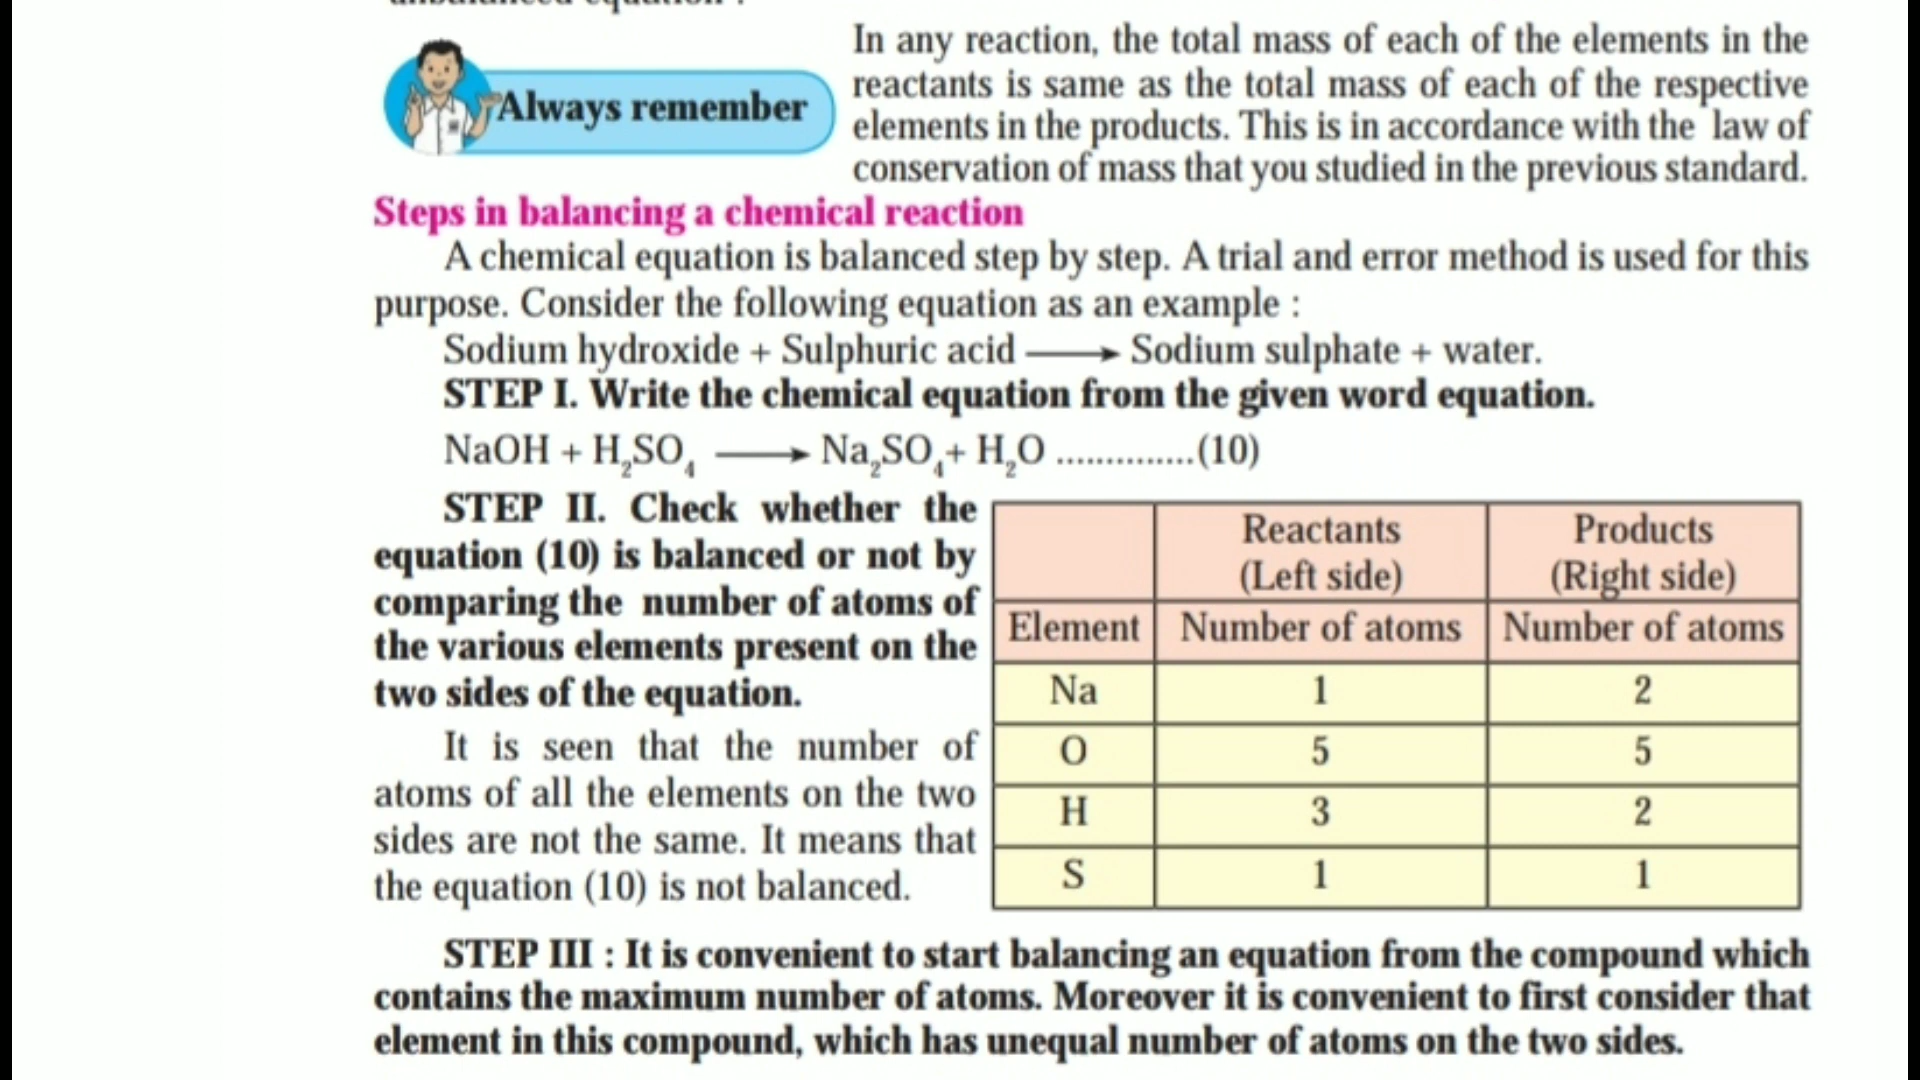 unbalanced equation ?
In any reaction, the total mass of each of the elements in the
reactants is same as the total mass of each of the respective
elements in the products. This is in accordance with the law of
conservation of mass that you studied in the previous standard.
Always remember
Steps in balancing a chemical reaction
A chemical equation is balanced step by step. A trial and error method is used for this
purpose. Consider the following equation as an example :
Sodium hydroxide + Sulphuric acid ⟶ Sodium sulphate + water.
STEP I. Write the chemical equation from the given word equation.
NaOH + H₂SO₄ ⟶ Na₂SO₄+ H₂O ..............(10)
STEP II. Check whether the
equation (10) is balanced or not by
comparing the number of atoms of
the various elements present on the
two sides of the equation.
It is seen that the number of
atoms of all the elements on the two
sides are not the same. It means that
the equation (10) is not balanced.
Reactants Products
(Left side) (Right side)
Element Number of atoms Number of atoms
Na 1 2
O 5 5
H 3 2
S 1 1
STEP III : It is convenient to start balancing an equation from the compound which
contains the maximum number of atoms. Moreover it is convenient to first consider that
element in this compound, which has unequal number of atoms on the two sides.